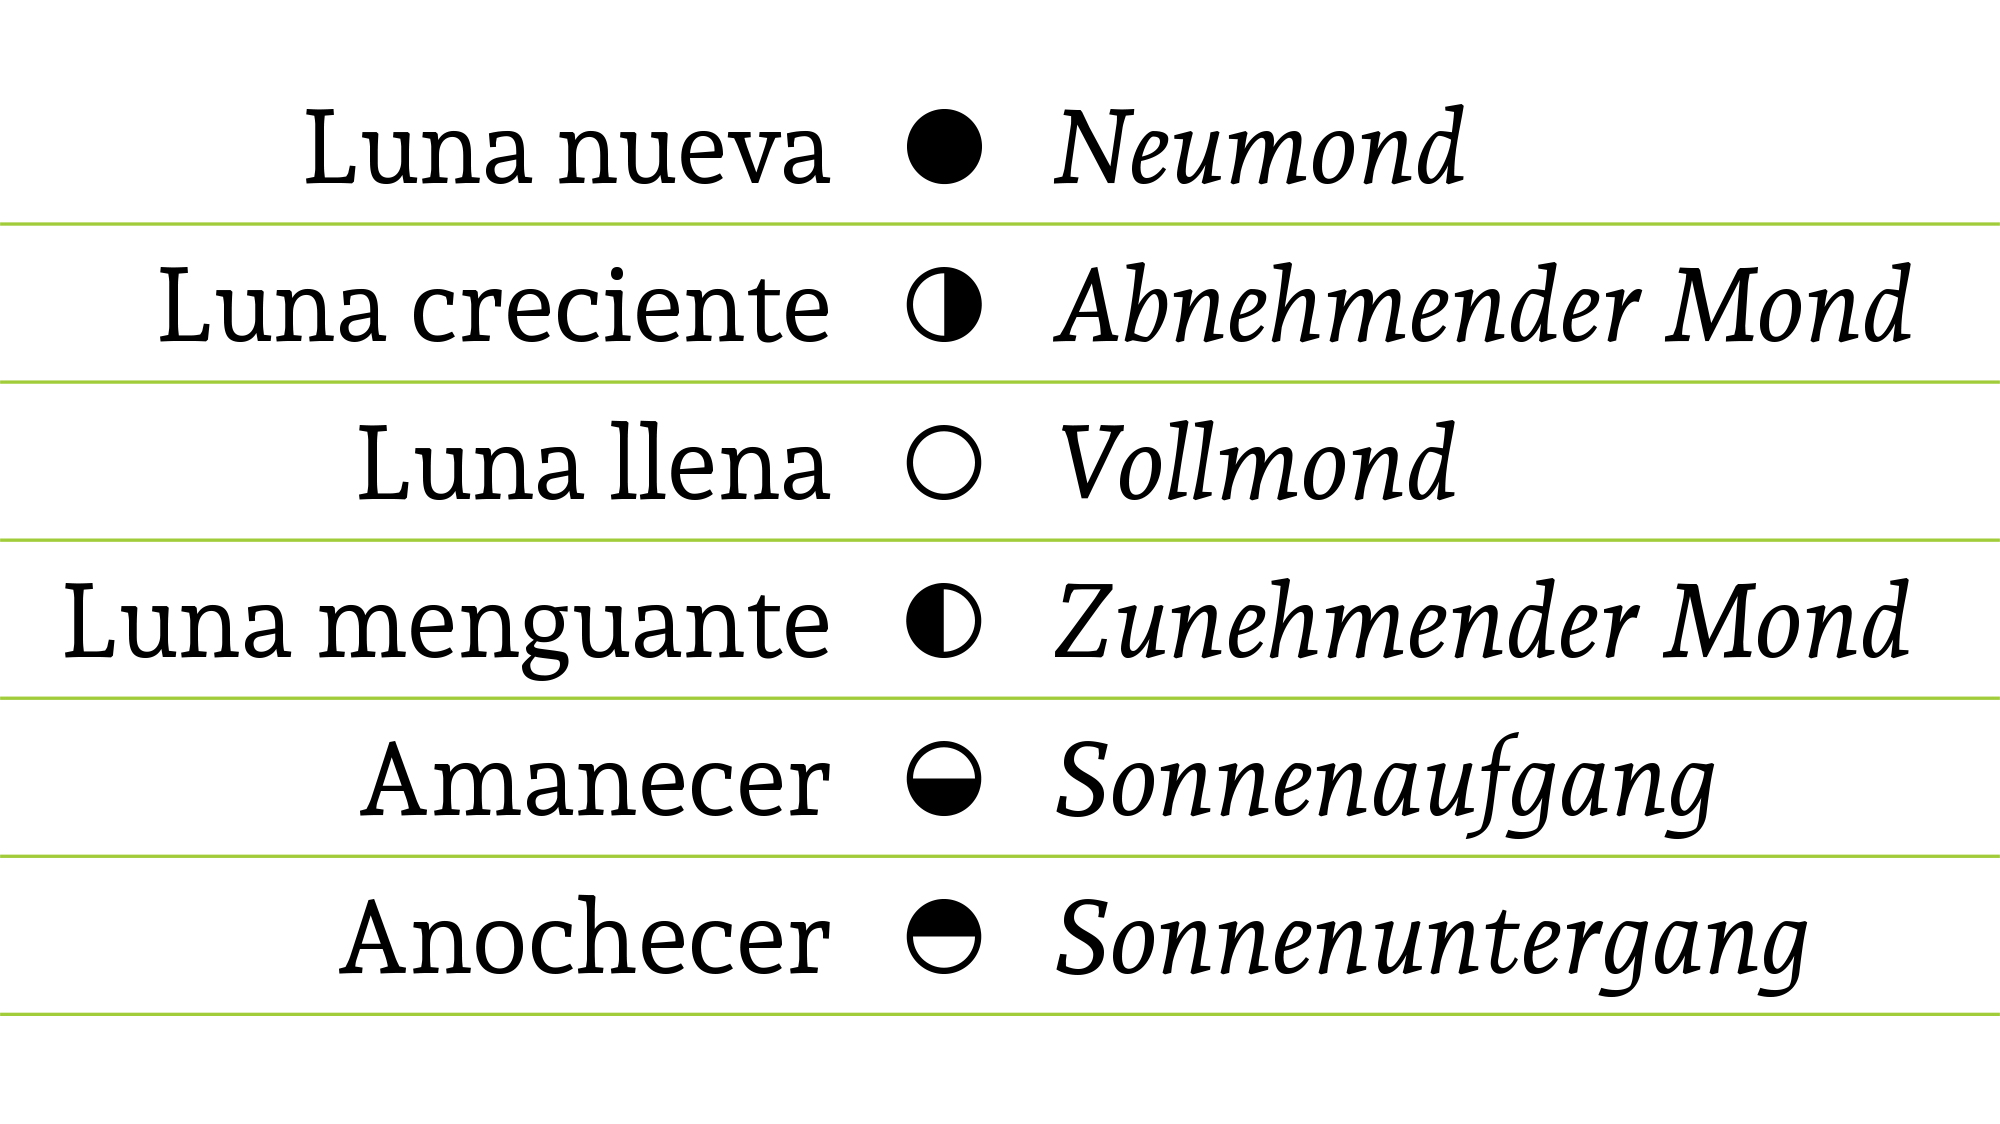 Luna nueva ● Neumond
Luna creciente ◑ Abnehmender Mond
Luna llena ○ Vollmond
Luna menguante ◐ Zunehmender Mond
Amanecer ◒ Sonnenaufgang
Anochecer ◓ Sonnenuntergang